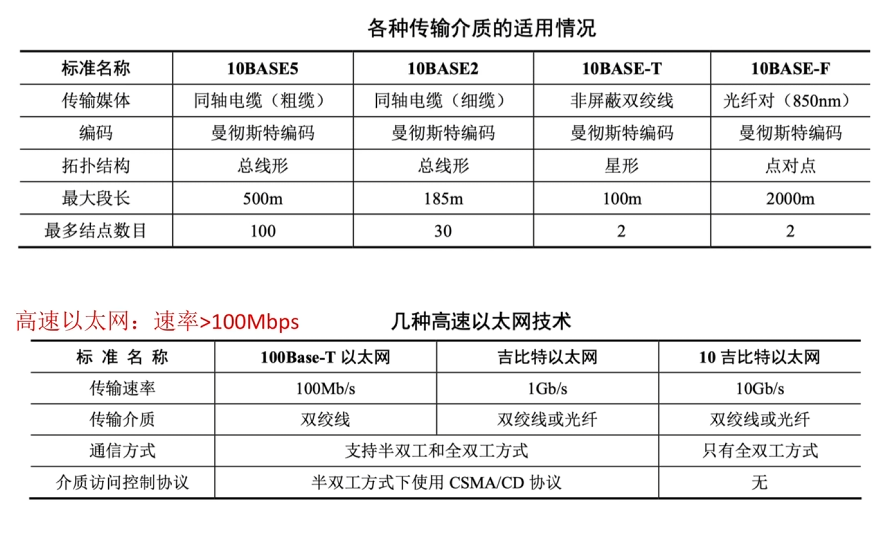 各种传输介质的适用情况
标准名称 10BASE5 10BASE2 10BASE-T 10BASE-F
传输媒体 同轴电缆（粗缆） 同轴电缆（细缆） 非屏蔽双绞线 光纤对（850nm）
编码 曼彻斯特编码 曼彻斯特编码 曼彻斯特编码 曼彻斯特编码
拓扑结构 总线形 总线形 星形 点对点
最大段长 500m 185m 100m 2000m
最多结点数目 100 30 2 2
高速以太网：速率>100Mbps 几种高速以太网技术
标准名称 100Base-T 以太网 吉比特以太网 10 吉比特以太网
传输速率 100Mb/s 1Gb/s 10Gb/s
传输介质 双绞线 双绞线或光纤 双绞线或光纤
通信方式 支持半双工和全双工方式 只有全双工方式
介质访问控制协议 半双工方式下使用 CSMA/CD 协议 无